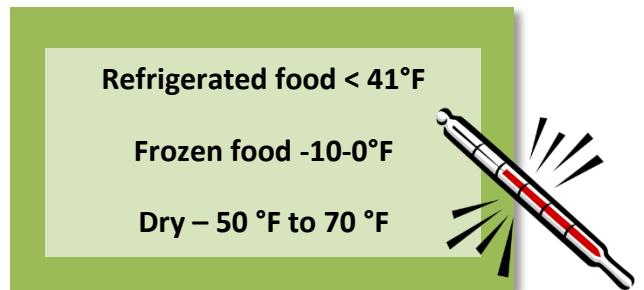 Refrigerated food < 41°F
Frozen food -10-0°F
Dry – 50 °F to 70 °F